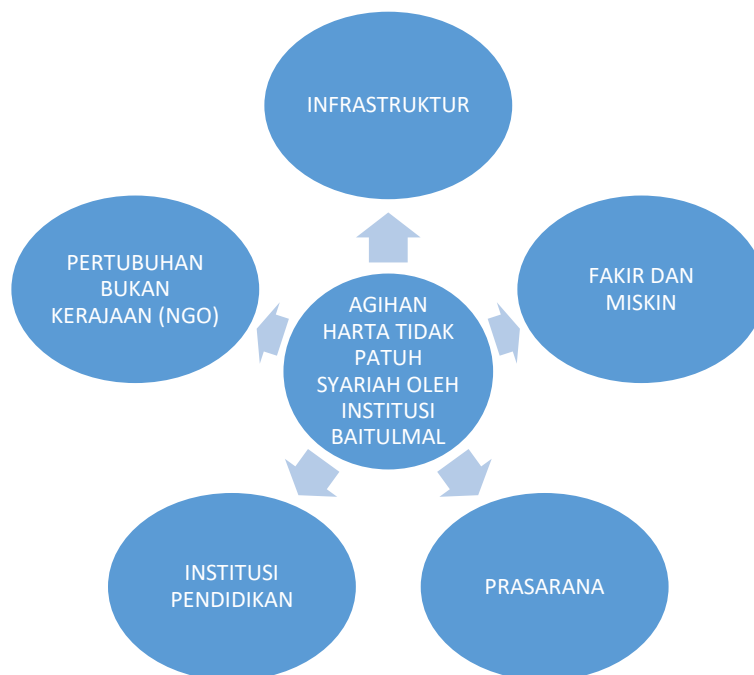 INFRASTRUKTUR
PERTUBUHAN
BUKAN
KERAJAAN (NGO)
FAKIR DAN
MISKIN
AGIHAN
HARTA TIDAK
PATUH
SYARIAH OLEH
INSTITUSI
BAITULMAL
INSTITUSI
PENDIDIKAN
PRASARANA